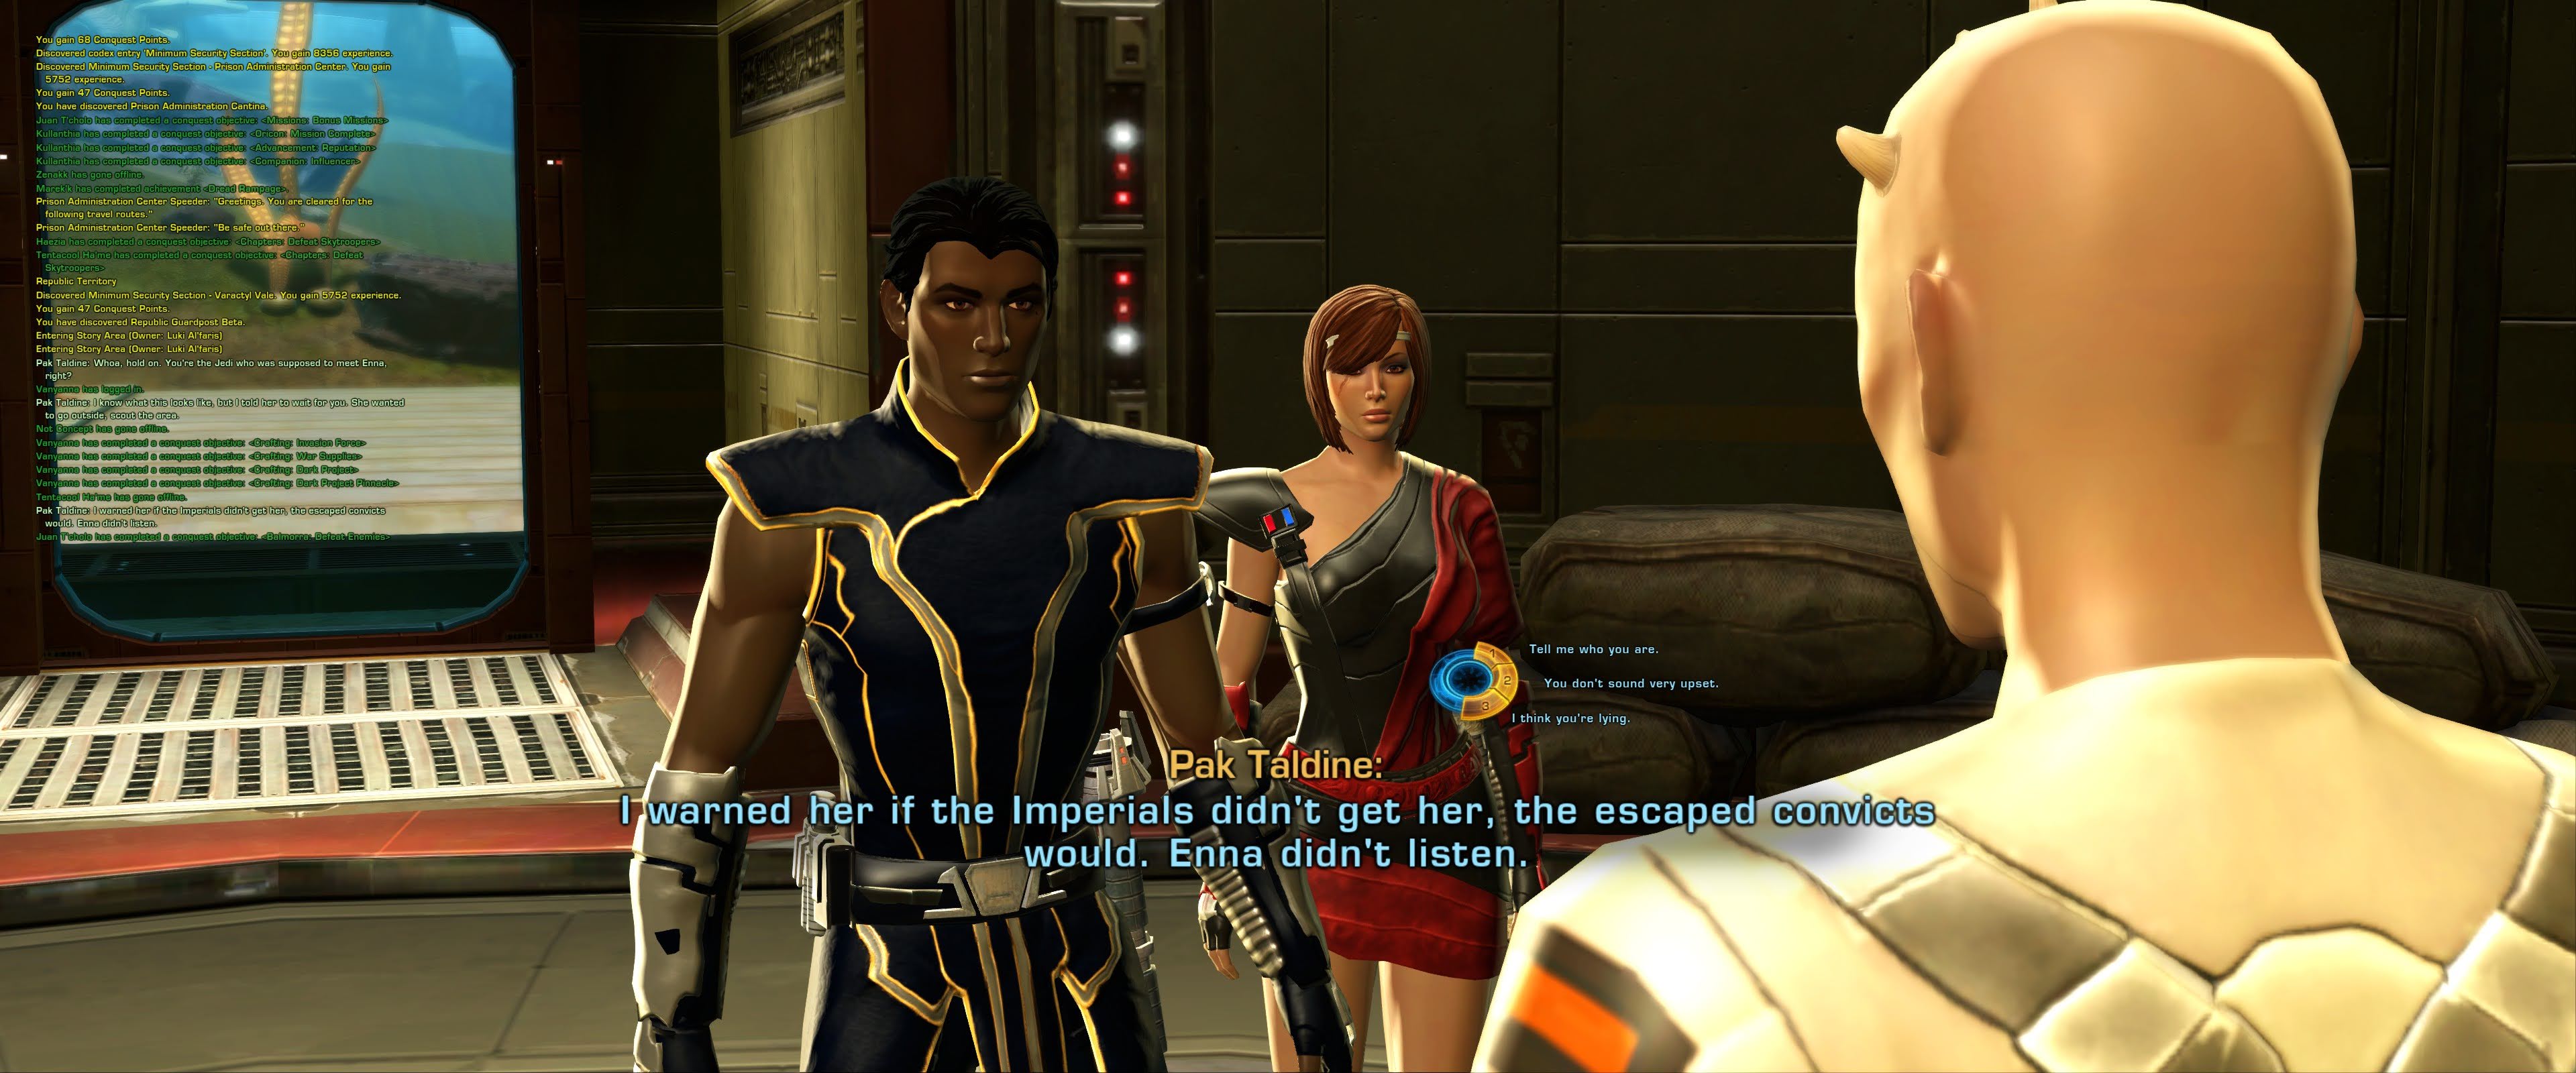 You gain 68 Conquest Points.
Discovered codex entry 'Minimum Security Section'. You gain 8356 experience.
Discovered Minimum Security Section - Prison Administration Center. You gain
5752 experience.
You gain 47 Conquest Points.
You have discovered Prison Administration Cantina.
Juan T'cholo has completed a conquest objective: <Missions: Bonus Missions>
Kullanthia has completed a conquest objective: <Oricon: Mission Complete>
Kullanthia has completed a conquest objective: <Advancement: Reputation>
Kullanthia has completed a conquest objective: <Companion: Influencer>
Zenakk has gone offline.
Marek'k has completed achievement <Dread Rampage>.
Prison Administration Center Speeder: "Greetings. You are cleared for the
following travel routes."
Prison Administration Center Speeder: "Be safe out there."
Haezia has completed a conquest objective: <Chapters: Defeat Skytroopers>
Tentacool Ha'me has completed a conquest objective: <Chapters: Defeat
Skytroopers>
Republic Territory
Discovered Minimum Security Section - Varactyl Vale. You gain 5752 experience.
You gain 47 Conquest Points.
You have discovered Republic Guardpost Beta.
Entering Story Area (Owner: Luki Al'faris)
Entering Story Area (Owner: Luki Al'faris)
Pak Taldine: Whoa, hold on. You're the Jedi who was supposed to meet Enna,
right?
Vanyanna has logged in.
Pak Taldine: I know what this looks like, but I told her to wait for you. She wanted
to go outside, scout the area.
Not Concept has gone offline.
Vanyanna has completed a conquest objective: <Crafting: Invasion Force>
Vanyanna has completed a conquest objective: <Crafting: War Supplies>
Vanyanna has completed a conquest objective: <Crafting: Dark Project>
Vanyanna has completed a conquest objective: <Crafting: Dark Project Pinnacle>
Tentacool Ha'me has gone offline.
Pak Taldine: I warned her if the Imperials didn't get her, the escaped convicts
would. Enna didn't listen.
Juan T'cholo has completed a conquest objective: <Balmorra: Defeat Enemies>
1 Tell me who you are.
2 You don't sound very upset.
3 I think you're lying.
Pak Taldine:
I warned her if the Imperials didn't get her, the escaped convicts
would. Enna didn't listen.